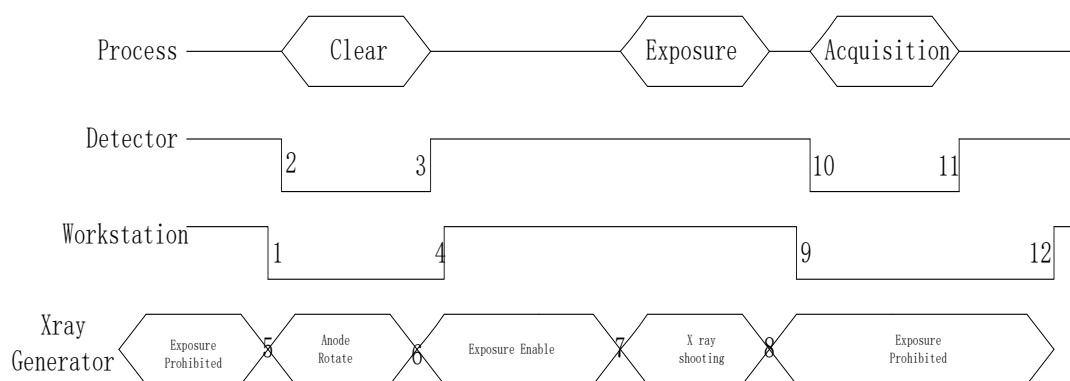 Process
Clear
Exposure
Acquisition
Detector
2
3
10
11
Workstation
1
4
9
12
Xray
Generator
Exposure
Prohibited
5
Anode
Rotate
6
Exposure Enable
7
X ray
shooting
8
Exposure
Prohibited